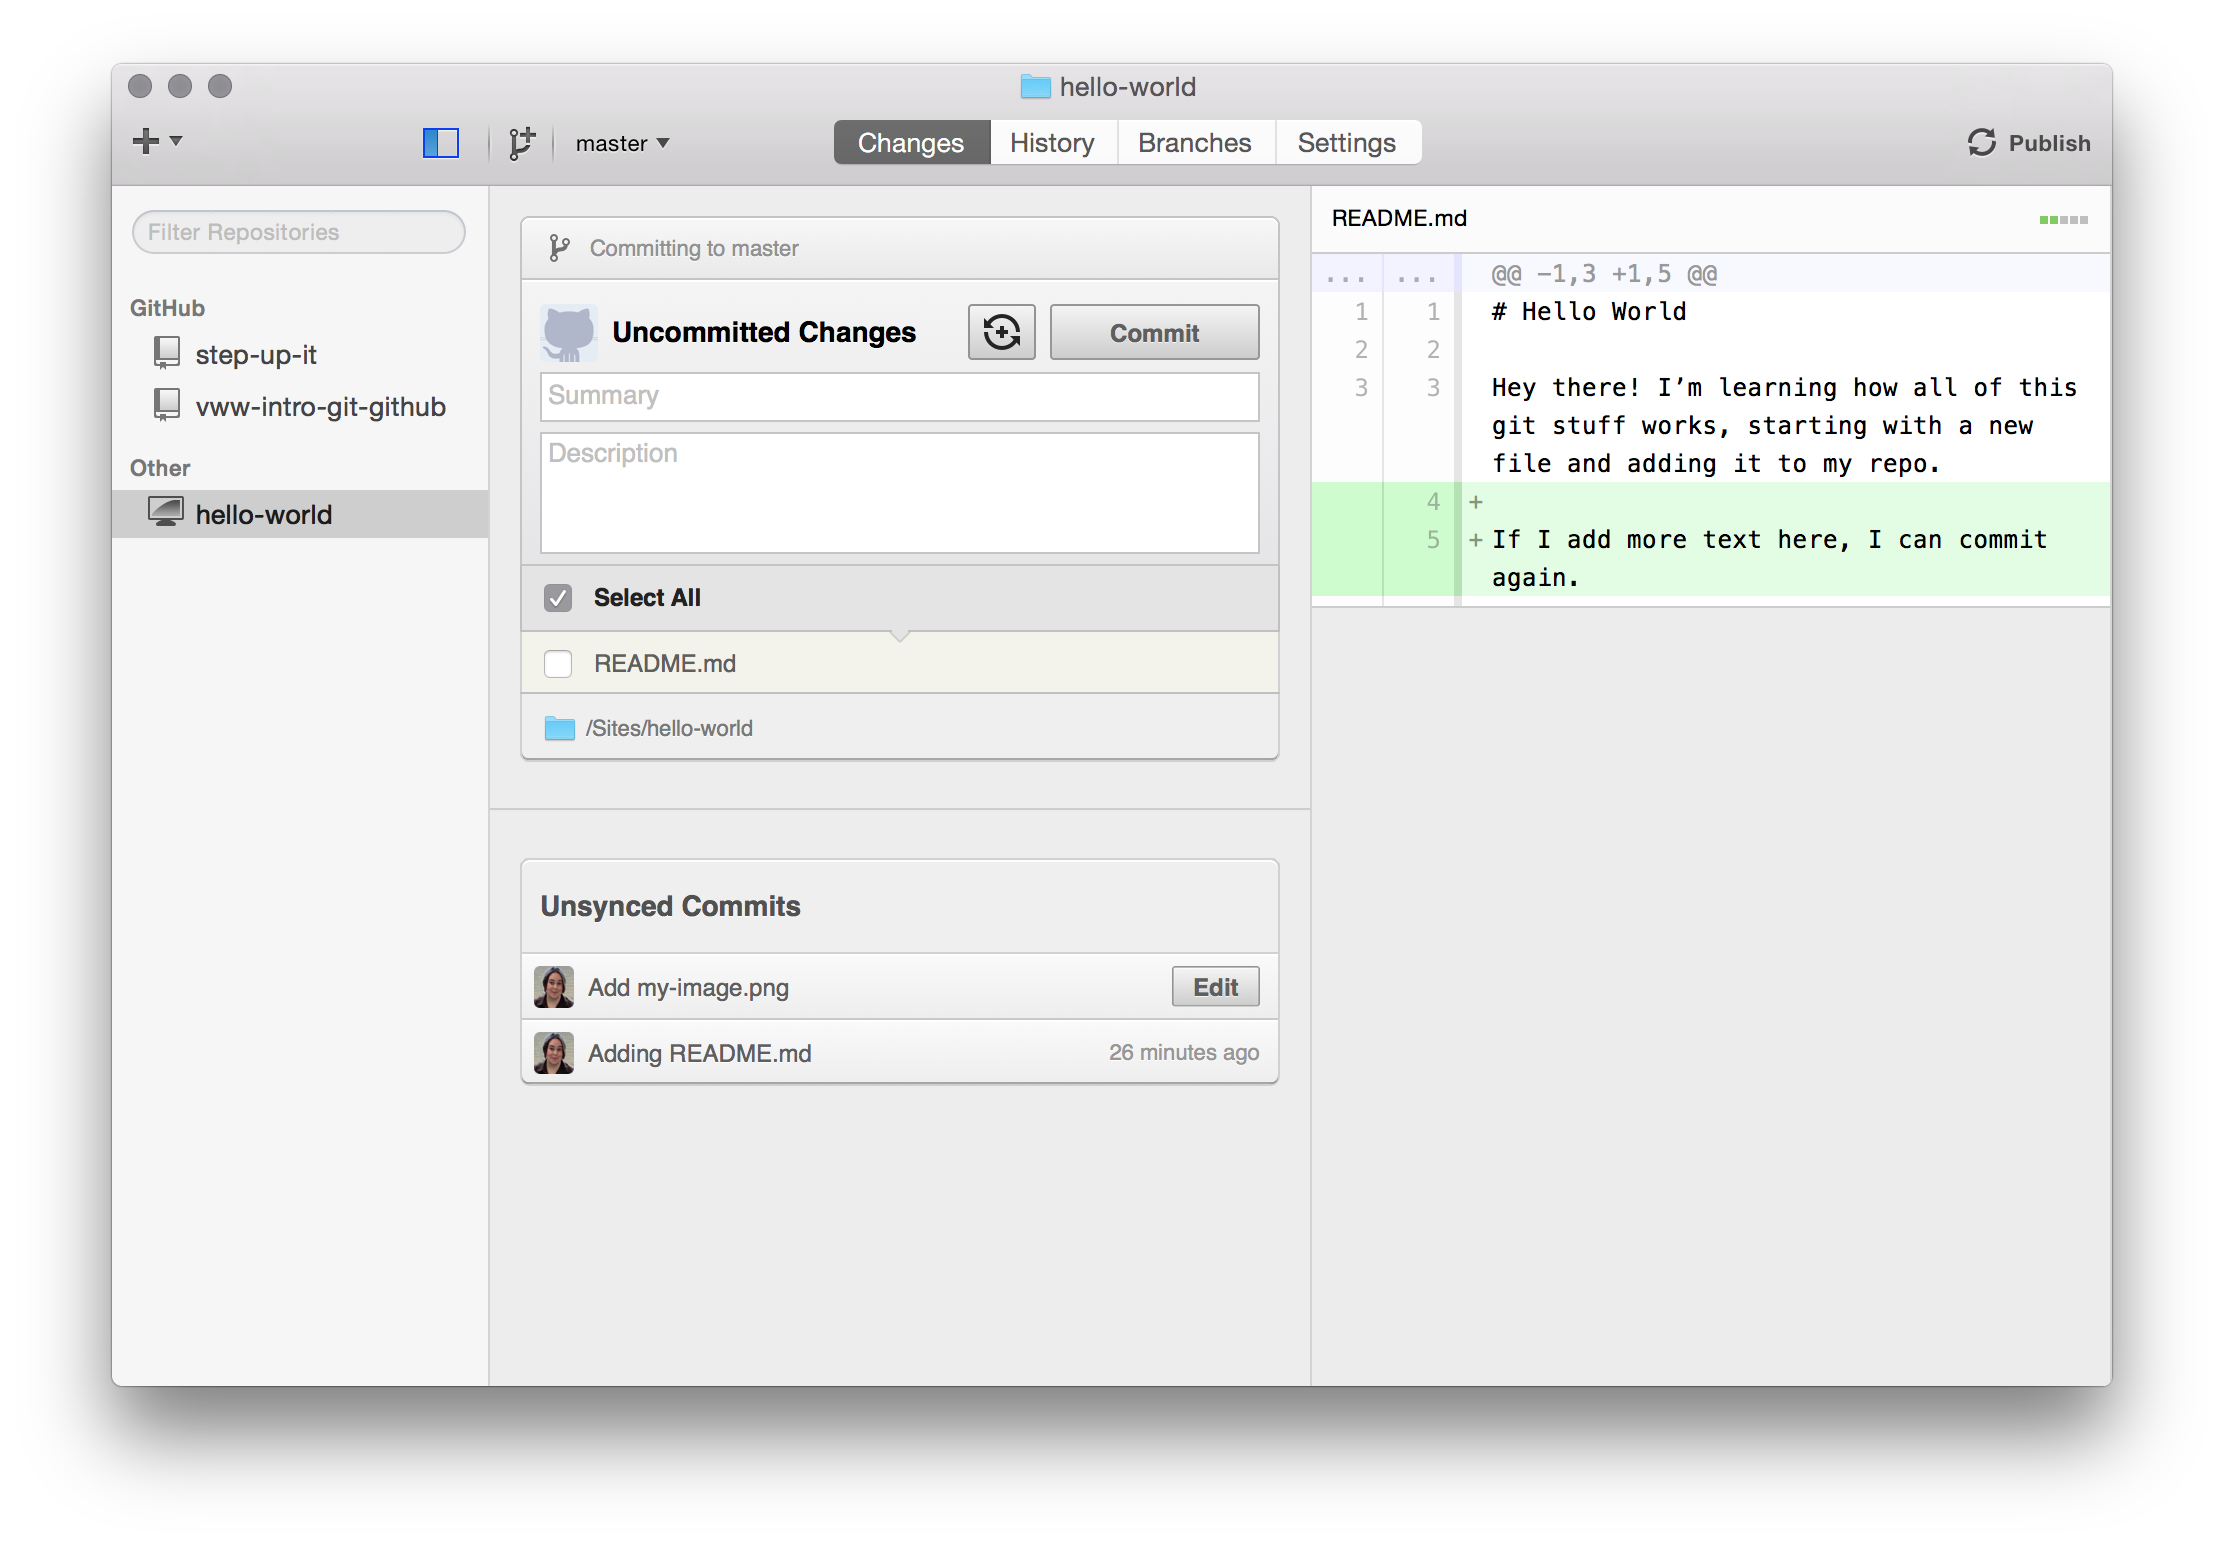 hello-world
master
Changes
History
Branches
Settings
Publish
Filter Repositories
GitHub
step-up-it
vww-intro-git-github
Other
hello-world
Committing to master
Uncommitted Changes
Commit
Summary
Description
Select All
README.md
/Sites/hello-world
Unsynced Commits
Add my-image.png
Edit
Adding README.md
26 minutes ago
README.md
... ... @@ -1,3 +1,5 @@
1 1 # Hello World
2 2
3 3 Hey there! I’m learning how all of this
git stuff works, starting with a new
file and adding it to my repo.
4 +
5 + If I add more text here, I can commit
again.